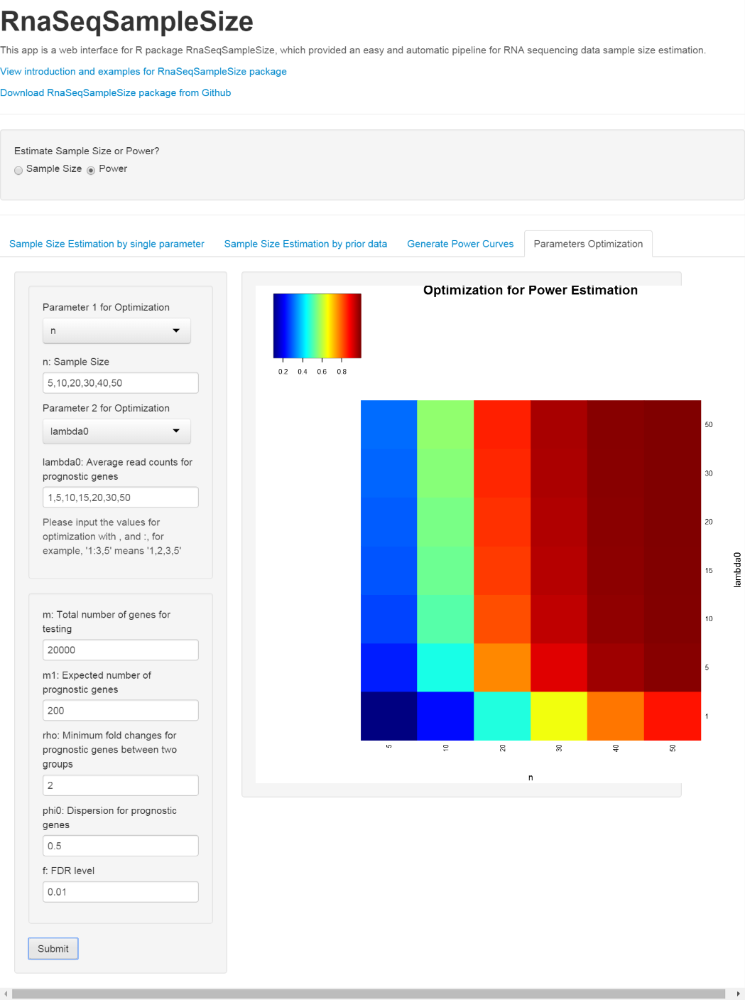 RnaSeqSampleSize
This app is a web interface for R package RnaSeqSampleSize, which provided an easy and automatic pipeline for RNA sequencing data sample size estimation.
View introduction and examples for RnaSeqSampleSize package
Download RnaSeqSampleSize package from Github
Estimate Sample Size or Power?
Sample Size Power
Sample Size Estimation by single parameter Sample Size Estimation by prior data Generate Power Curves Parameters Optimization
Parameter 1 for Optimization
n
n: Sample Size
5,10,20,30,40,50
Parameter 2 for Optimization
lambda0
lambda0: Average read counts for
prognostic genes
1,5,10,15,20,30,50
Please input the values for
optimization with , and :, for
example, '1:3,5' means '1,2,3,5'
m: Total number of genes for
testing
20000
m1: Expected number of
prognostic genes
200
rho: Minimum fold changes for
prognostic genes between two
groups
2
phi0: Dispersion for prognostic
genes
0.5
f: FDR level
0.01
Submit
Optimization for Power Estimation
0.2 0.4 0.6 0.8
50
30
20
15
10
5
1
lambda0
5 10 20 30 40 50
n